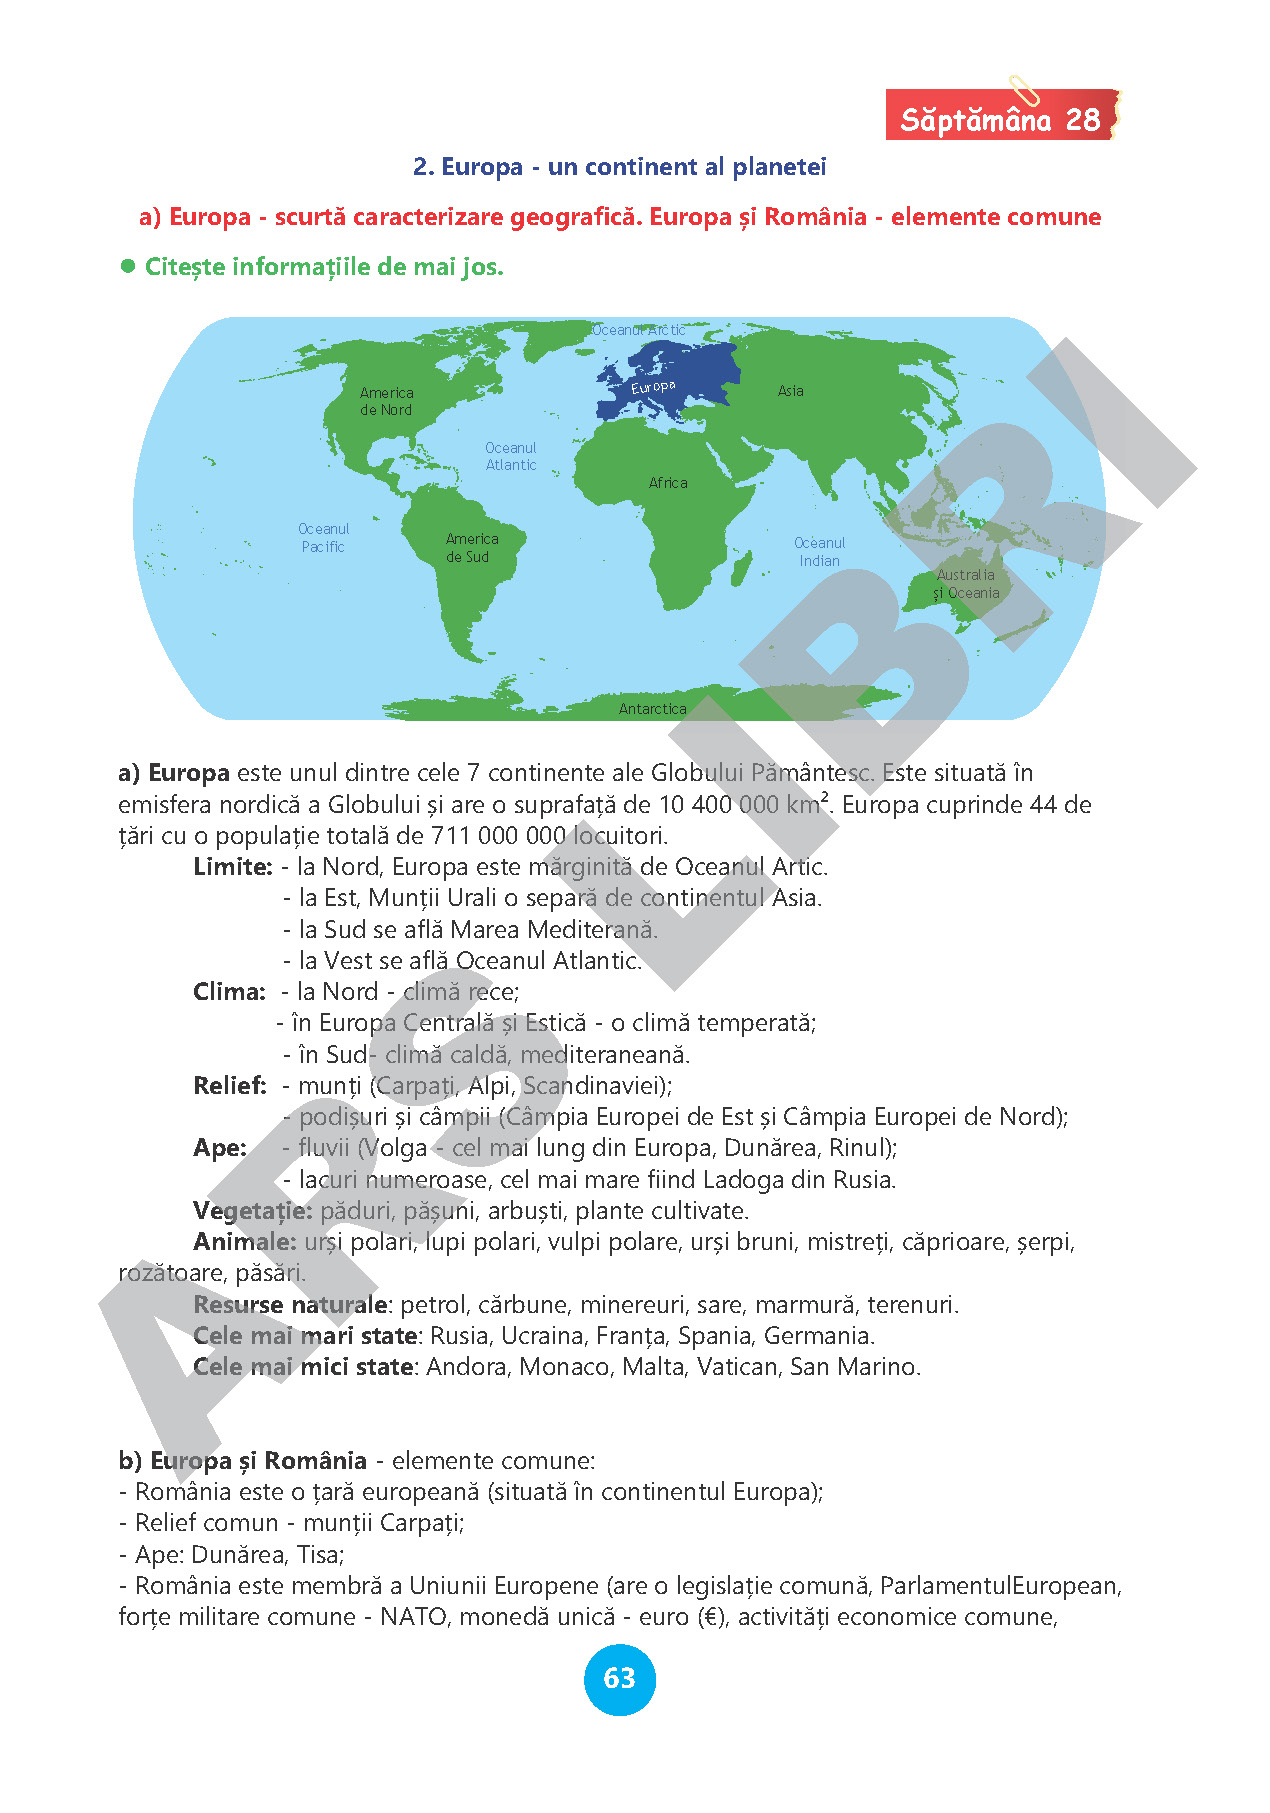 Săptămâna 28
2. Europa - un continent al planetei
a) Europa - scurtă caracterizare geografică. Europa și România - elemente comune
● Citește informațiile de mai jos.
Oceanul Arctic
Europa
America
de Nord
Asia
Oceanul
Atlantic
Africa
Oceanul
Pacific
America
de Sud
Oceanul
Indian
Australia
și Oceania
Antarctica
a) Europa este unul dintre cele 7 continente ale Globului Pământesc. Este situată în
emisfera nordică a Globului și are o suprafață de 10 400 000 km². Europa cuprinde 44 de
țări cu o populație totală de 711 000 000 locuitori.
Limite: - la Nord, Europa este mărginită de Oceanul Artic.
- la Est, Munții Urali o separă de continentul Asia.
- la Sud se află Marea Mediterană.
- la Vest se află Oceanul Atlantic.
Clima: - la Nord - climă rece;
- în Europa Centrală și Estică - o climă temperată;
- în Sud- climă caldă, mediteraneană.
Relief: - munți (Carpați, Alpi, Scandinaviei);
- podișuri și câmpii (Câmpia Europei de Est și Câmpia Europei de Nord);
Ape: - fluvii (Volga - cel mai lung din Europa, Dunărea, Rinul);
- lacuri numeroase, cel mai mare fiind Ladoga din Rusia.
Vegetație: păduri, pășuni, arbuști, plante cultivate.
Animale: urși polari, lupi polari, vulpi polare, urși bruni, mistreți, căprioare, șerpi,
rozătoare, păsări.
Resurse naturale: petrol, cărbune, minereuri, sare, marmură, terenuri.
Cele mai mari state: Rusia, Ucraina, Franța, Spania, Germania.
Cele mai mici state: Andora, Monaco, Malta, Vatican, San Marino.
b) Europa și România - elemente comune:
- România este o țară europeană (situată în continentul Europa);
- Relief comun - munții Carpați;
- Ape: Dunărea, Tisa;
- România este membră a Uniunii Europene (are o legislație comună, ParlamentulEuropean,
forțe militare comune - NATO, monedă unică - euro (€), activități economice comune,
63
ARS LIBRI